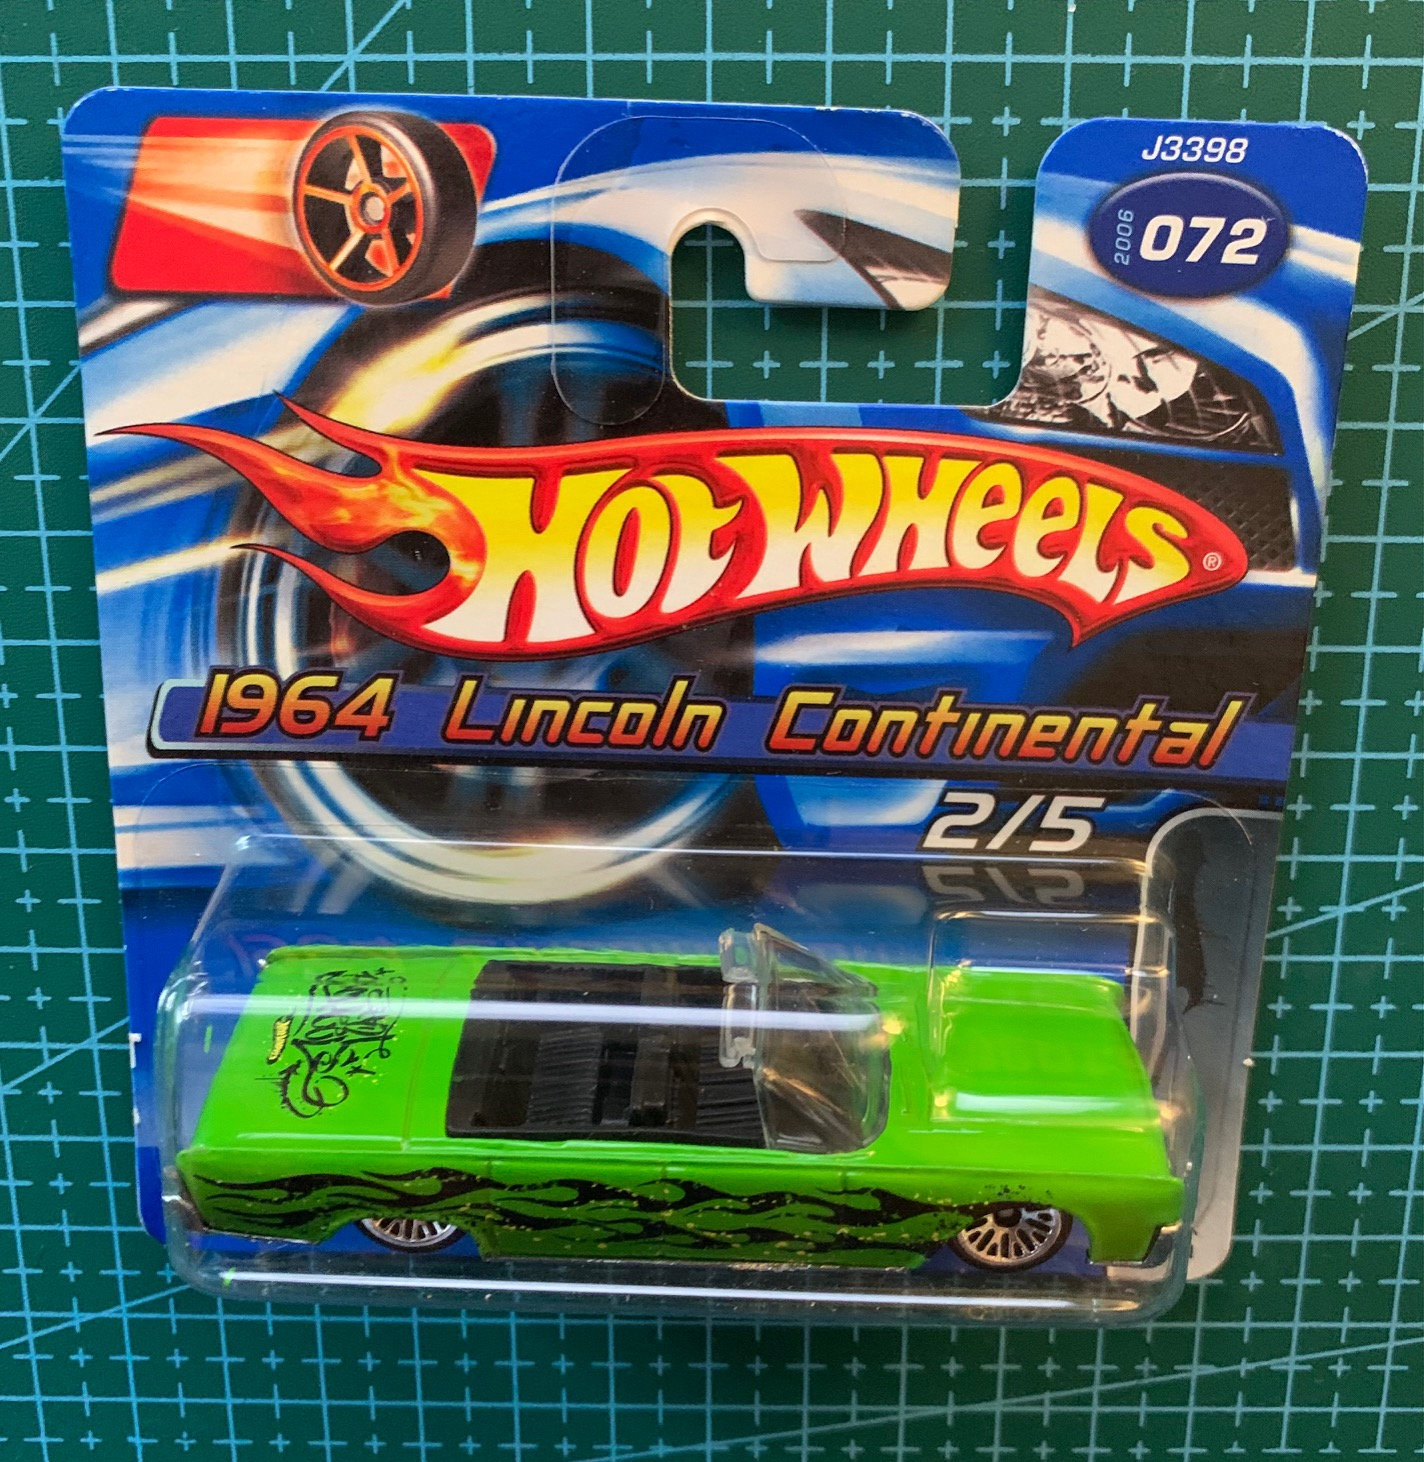 J3398
2006 072
HOT WHEELS®
1964 Lincoln Continental
2/5